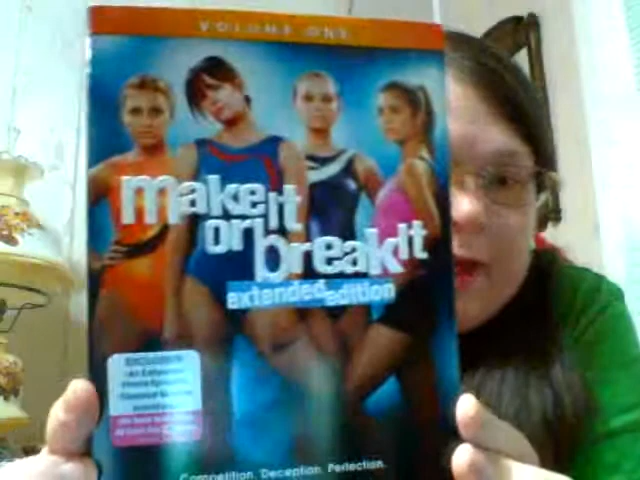 VOLUME ONE
make it
or break It
extended edition
EXCLUSIVE
Competition. Deception. Perfection.